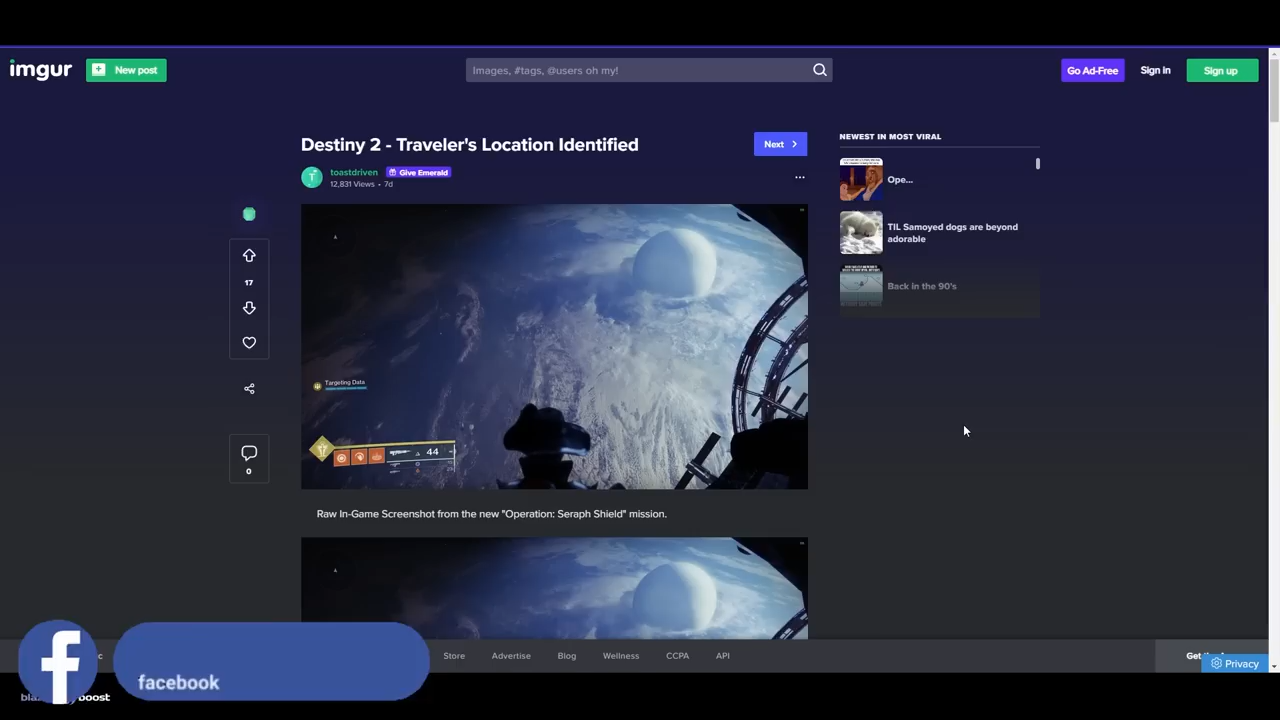 imgur
New post
Images, #tags, @users oh my!
Go Ad-Free
Sign in
Sign up
Destiny 2 - Traveler's Location Identified
Next
toastdriven
Give Emerald
12,831 Views • 7d
17
0
Targeting Data
44
Raw In-Game Screenshot from the new "Operation: Seraph Shield" mission.
NEWEST IN MOST VIRAL
Ope...
TIL Samoyed dogs are beyond
adorable
Back in the 90's
Store
Advertise
Blog
Wellness
CCPA
API
Privacy
facebook
boost